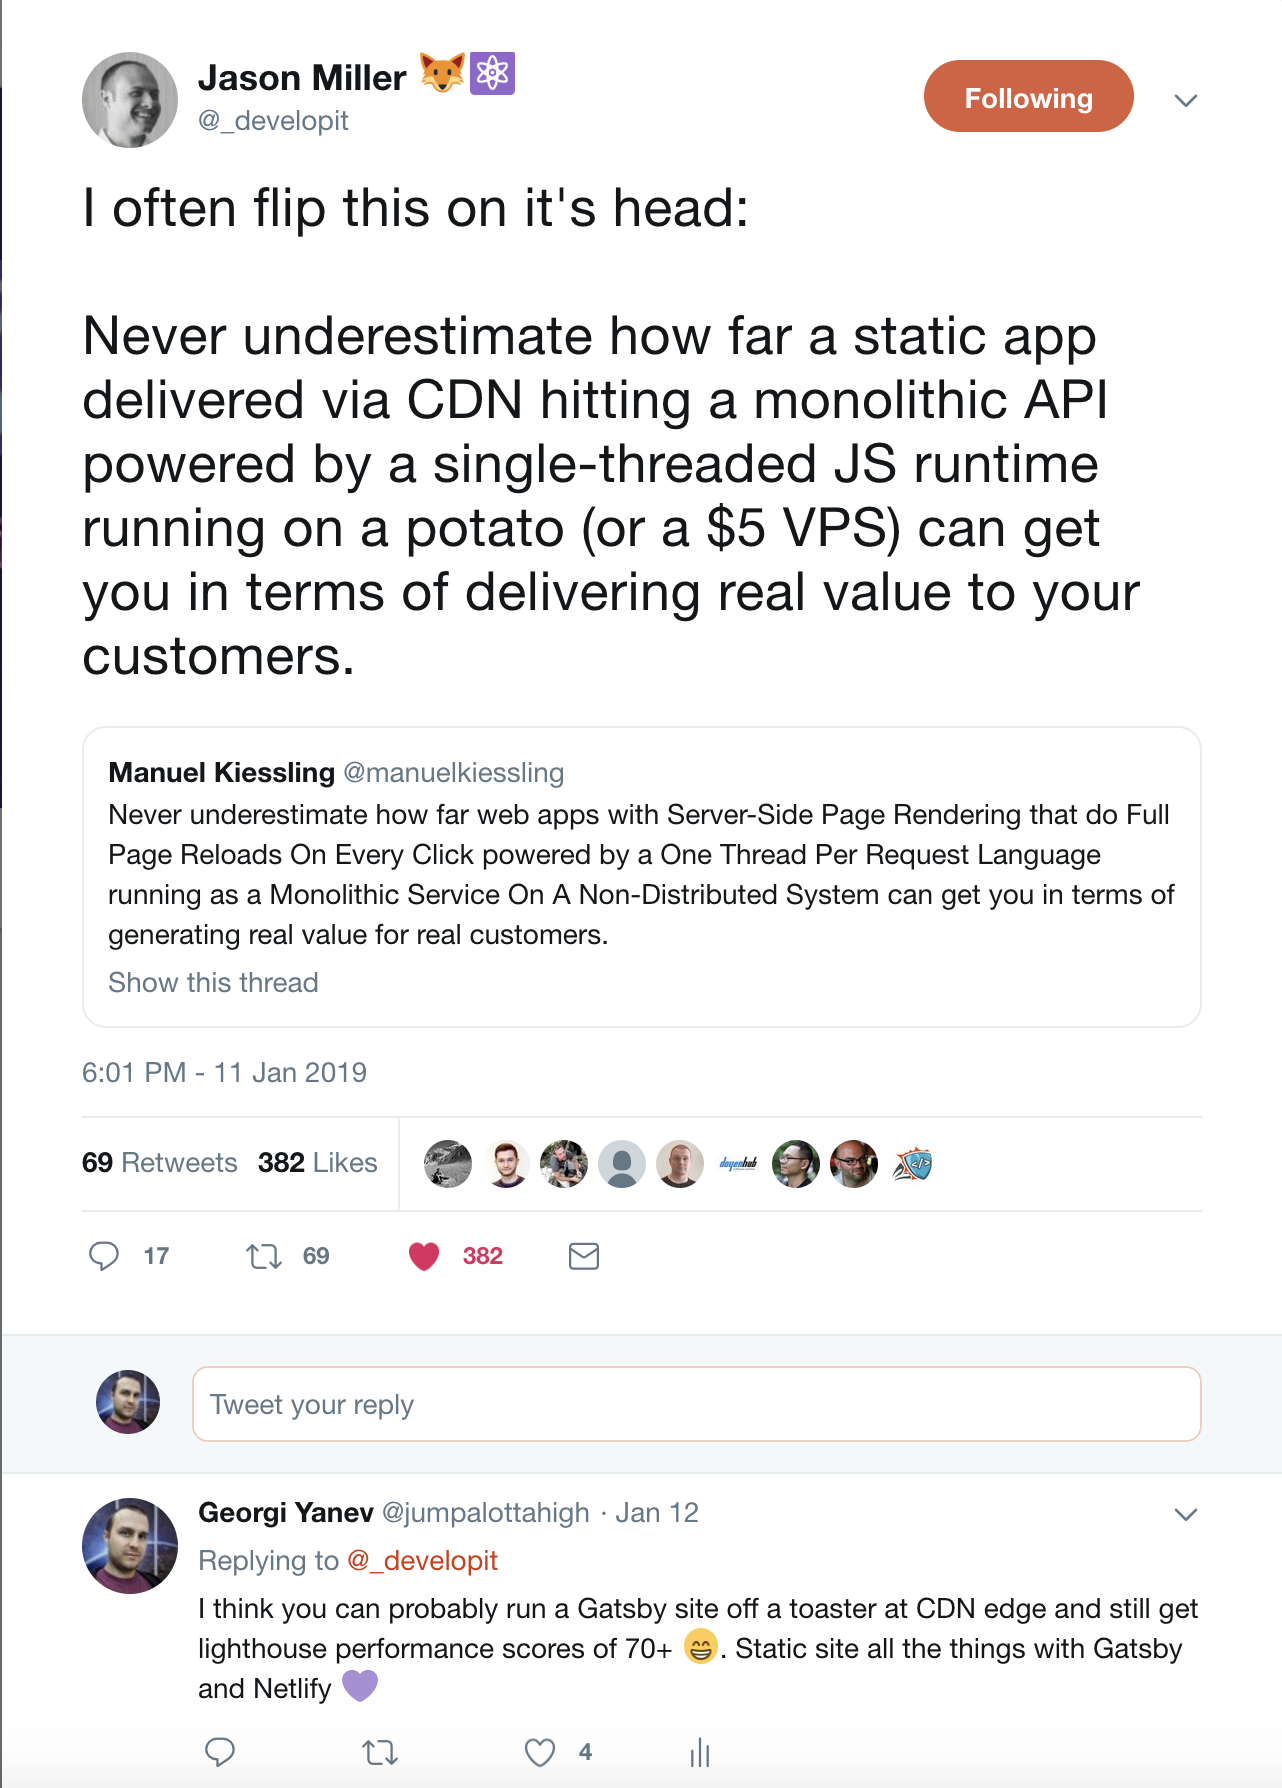 Jason Miller 🦊⚛
@_developit
Following
I often flip this on it's head:
Never underestimate how far a static app
delivered via CDN hitting a monolithic API
powered by a single-threaded JS runtime
running on a potato (or a $5 VPS) can get
you in terms of delivering real value to your
customers.
Manuel Kiessling @manuelkiessling
Never underestimate how far web apps with Server-Side Page Rendering that do Full
Page Reloads On Every Click powered by a One Thread Per Request Language
running as a Monolithic Service On A Non-Distributed System can get you in terms of
generating real value for real customers.
Show this thread
6:01 PM - 11 Jan 2019
69 Retweets 382 Likes
doyenhub
</>
17 69 382
Tweet your reply
Georgi Yanev @jumpalottahigh · Jan 12
Replying to @_developit
I think you can probably run a Gatsby site off a toaster at CDN edge and still get
lighthouse performance scores of 70+ 😁. Static site all the things with Gatsby
and Netlify 💜
4